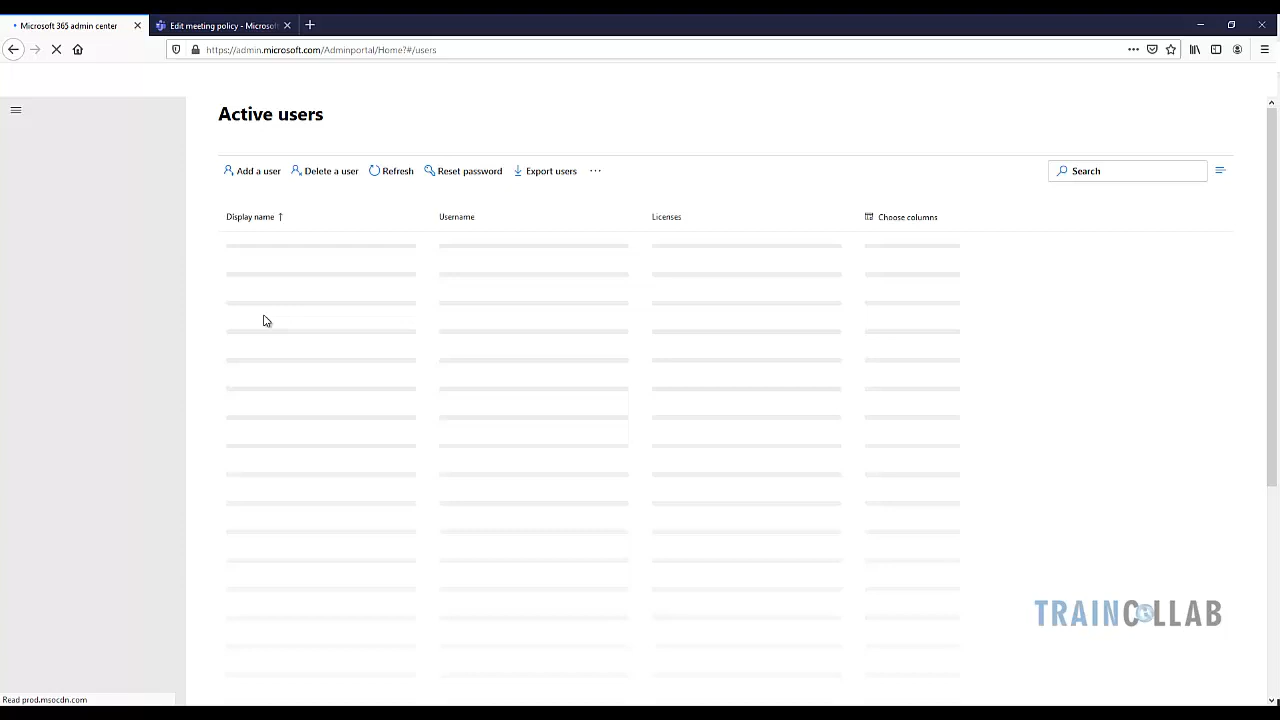 Microsoft 365 admin center
Edit meeting policy - Microsof
https://admin.microsoft.com/Adminportal/Home?#/users
Active users
Add a user Delete a user Refresh Reset password Export users Search
Display name Username Licenses Choose columns
TRAINCOLLAB
Read prod.msocdn.com